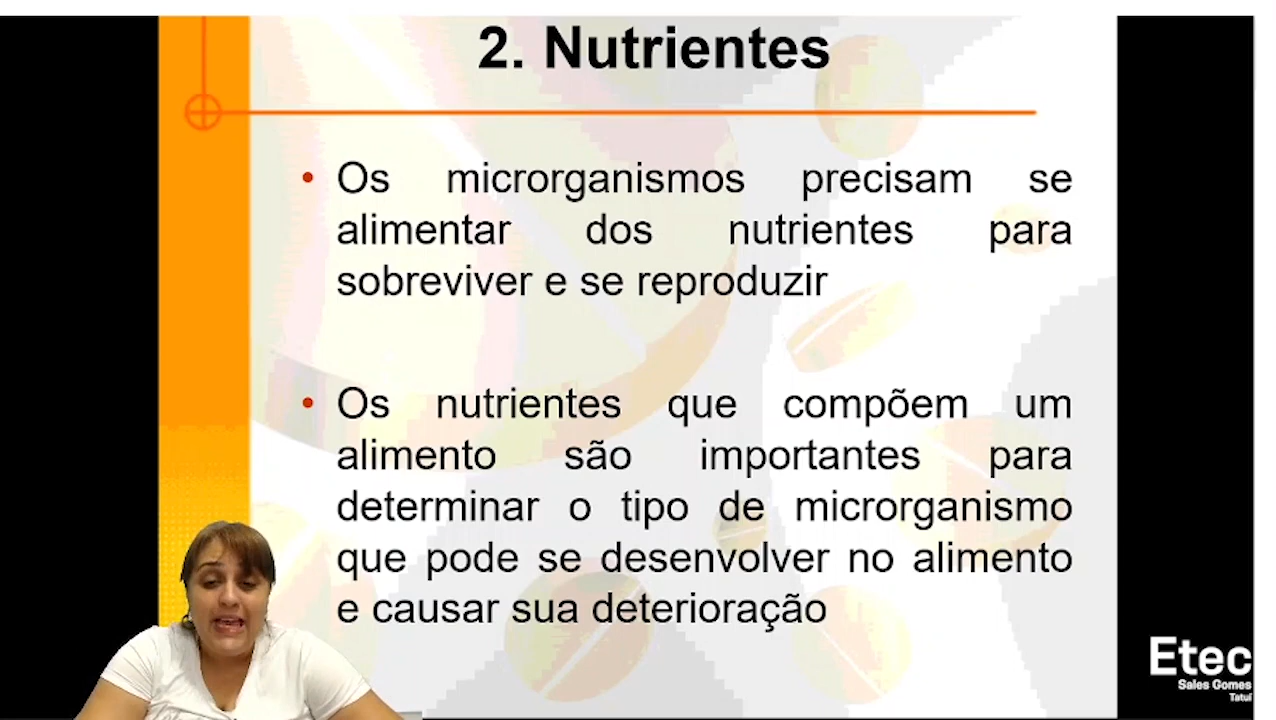 2. Nutrientes
• Os microrganismos precisam se
alimentar dos nutrientes para
sobreviver e se reproduzir
• Os nutrientes que compõem um
alimento são importantes para
determinar o tipo de microrganismo
que pode se desenvolver no alimento
e causar sua deterioração
Etec
Sales Gomes
Tatuí